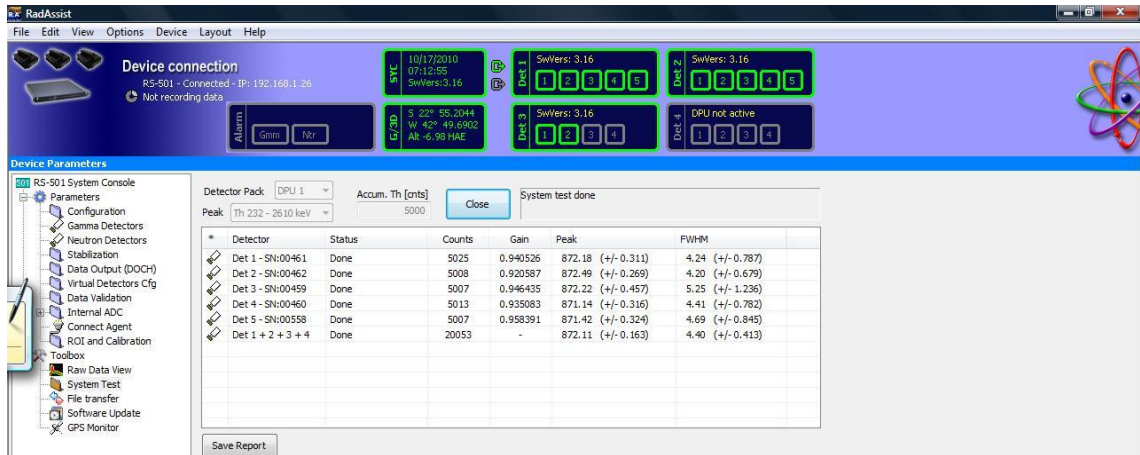 RadAssist
File Edit View Options Device Layout Help
Device connection
RS-501 - Connected - IP: 192.168.1.26
Not recording data
Alarm
Gmm Ntr
SYC
10/17/2010
07:12:55
SwVers:3.16
G/3D
S 22° 55.2044
W 42° 49.6902
Alt -6.98 HAE
Det 1
SwVers: 3.16
1 2 3 4 5
Det 2
SwVers: 3.16
1 2 3 4 5
Det 3
SwVers: 3.16
1 2 3 4
Det 4
DPU not active
1 2 3 4
Device Parameters
501 RS-501 System Console
Parameters
Configuration
Gamma Detectors
Neutron Detectors
Stabilization
Data Output (DOCH)
Virtual Detectors Cfg
Data Validation
Internal ADC
Connect Agent
ROI and Calibration
Toolbox
Raw Data View
System Test
File transfer
Software Update
GPS Monitor
Detector Pack DPU 1
Peak Th 232 - 2610 keV
Accum. Th [cnts]
5000
Close
System test done
* Detector Status Counts Gain Peak FWHM
Det 1 - SN:00461 Done 5025 0.940526 872.18 (+/- 0.311) 4.24 (+/- 0.787)
Det 2 - SN:00462 Done 5008 0.920587 872.49 (+/- 0.269) 4.20 (+/- 0.679)
Det 3 - SN:00459 Done 5007 0.946435 872.22 (+/- 0.457) 5.25 (+/- 1.236)
Det 4 - SN:00460 Done 5013 0.935083 871.14 (+/- 0.316) 4.41 (+/- 0.782)
Det 5 - SN:00558 Done 5007 0.958391 871.42 (+/- 0.324) 4.69 (+/- 0.845)
Det 1 + 2 + 3 + 4 Done 20053 - 872.11 (+/- 0.163) 4.40 (+/- 0.413)
Save Report